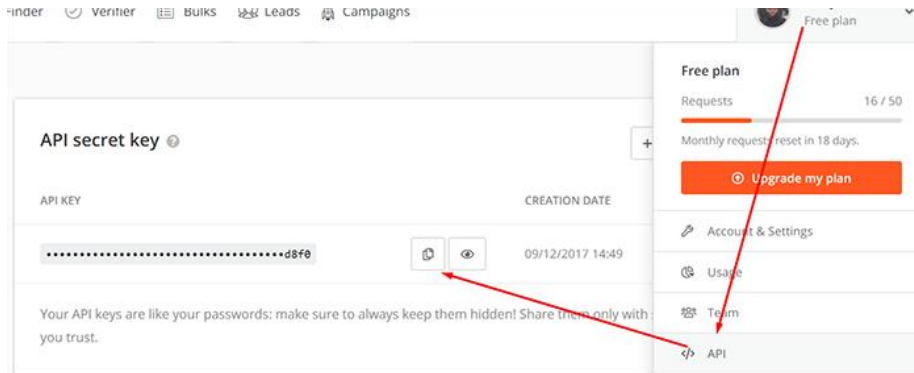 Verifier Bulks Leads Campaigns
Free plan
Free plan
Requests 16 / 50
Monthly requests reset in 18 days.
Upgrade my plan
Account & Settings
Usage
Team
API
API secret key
+
API KEY CREATION DATE
••••••••••••••••••••••••••••••••••••d8f0 09/12/2017 14:49
Your API keys are like your passwords: make sure to always keep them hidden! Share them only with
you trust.